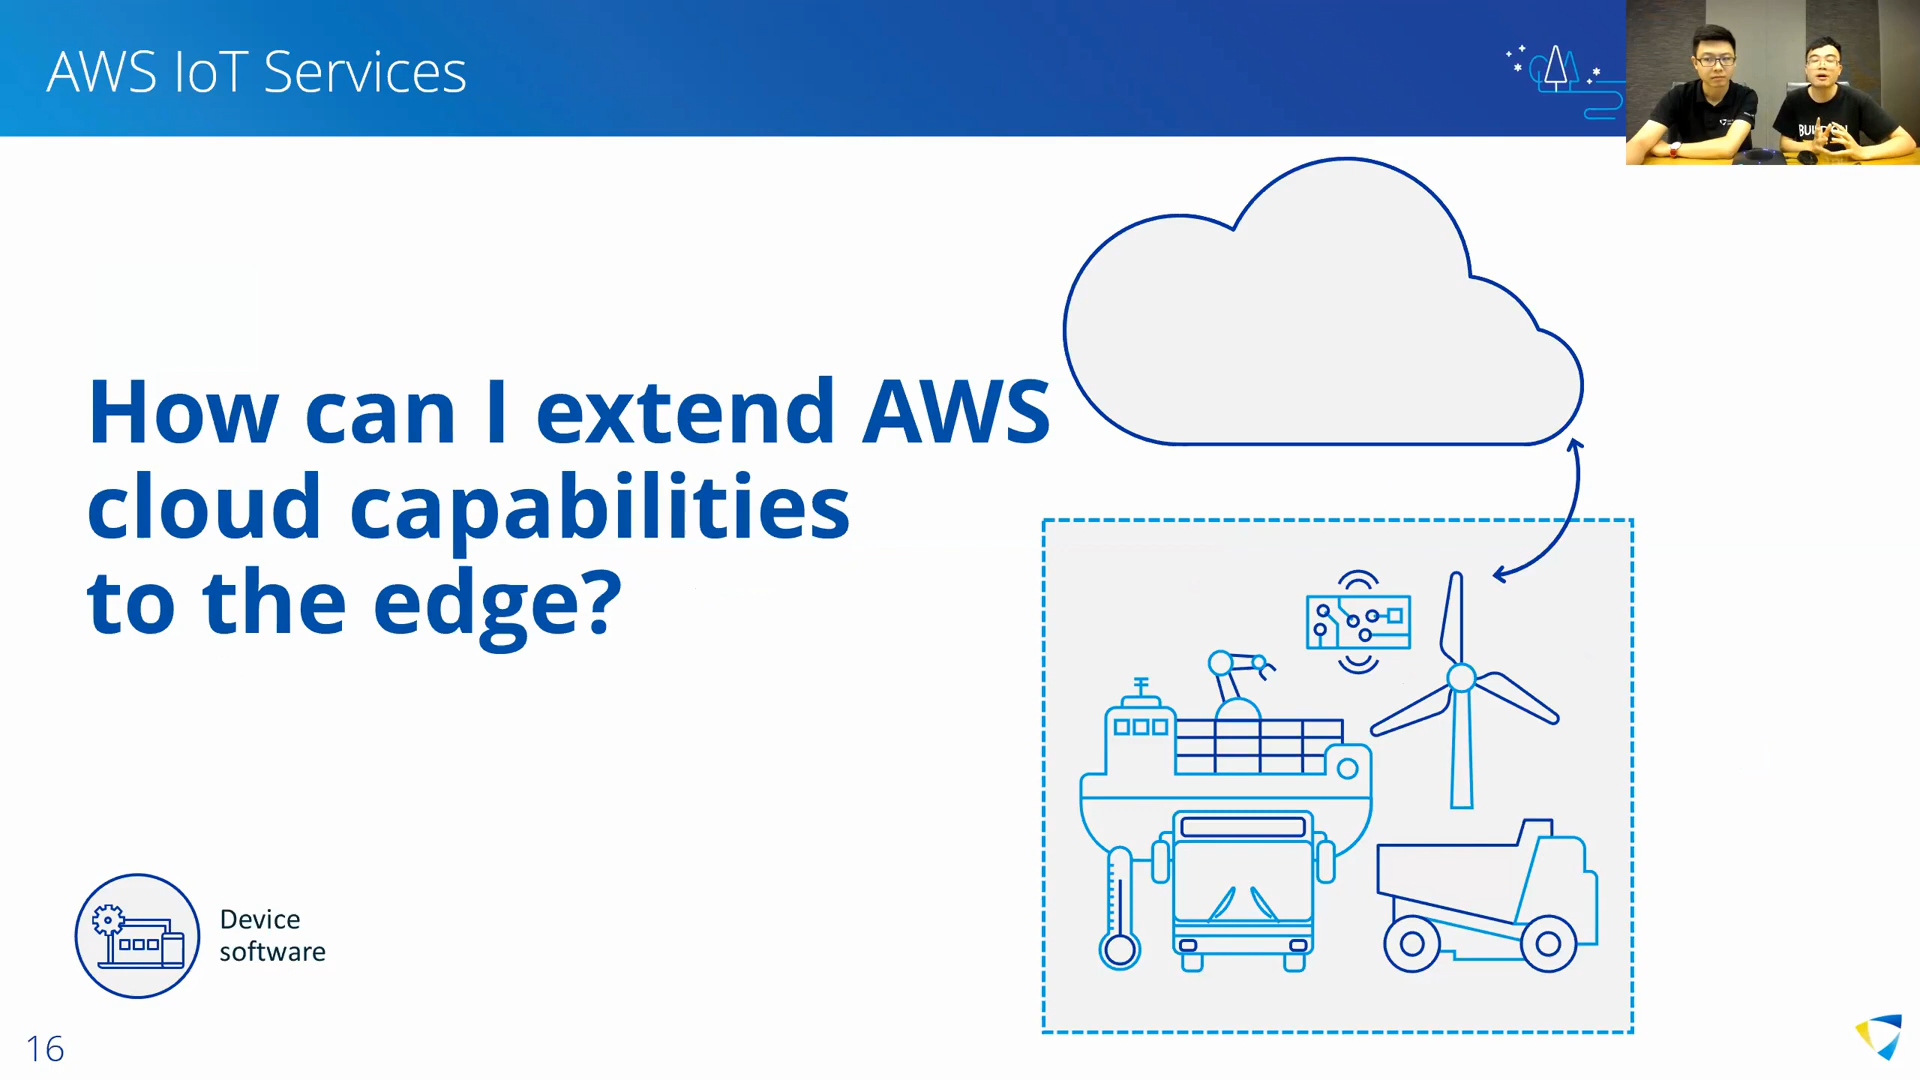 AWS IoT Services
How can I extend AWS
cloud capabilities
to the edge?
Device
software
16